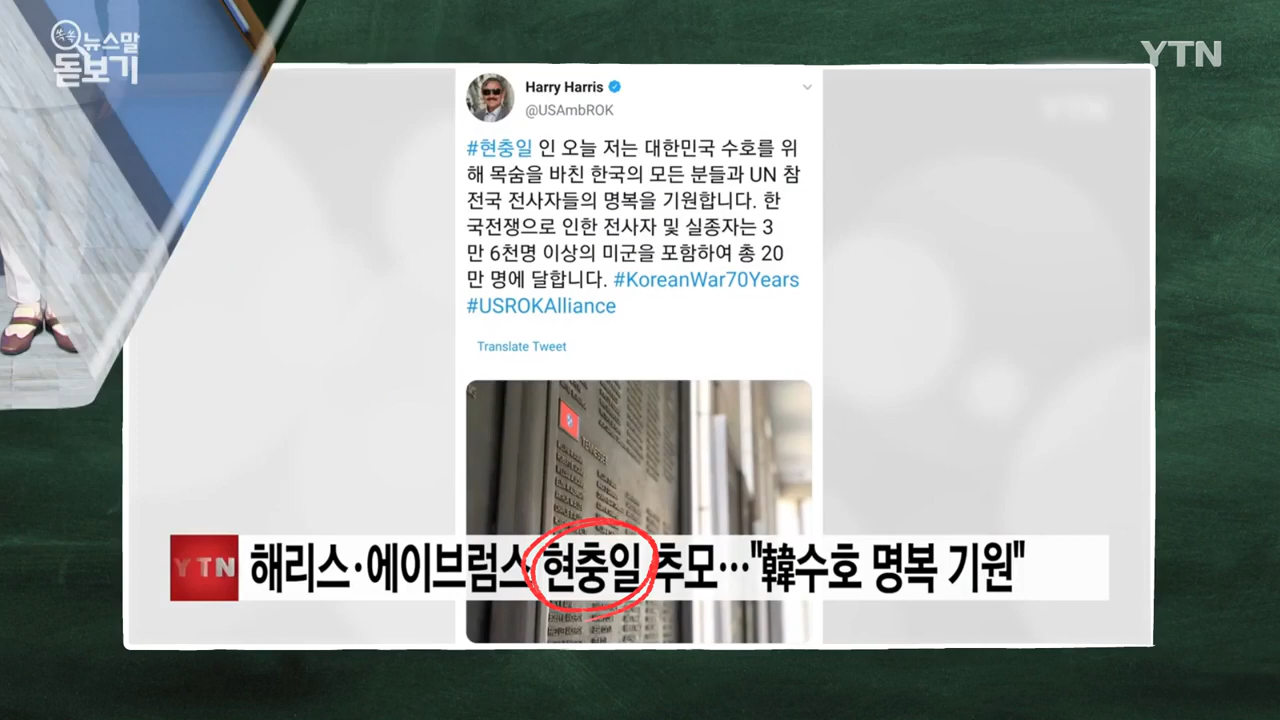 쏙쏙
뉴스말
돋보기
YTN
Harry Harris
@USAmbROK
#현충일 인 오늘 저는 대한민국 수호를 위
해 목숨을 바친 한국의 모든 분들과 UN 참
전국 전사자들의 명복을 기원합니다. 한
국전쟁으로 인한 전사자 및 실종자는 3
만 6천명 이상의 미군을 포함하여 총 20
만 명에 달합니다. #KoreanWar70Years
#USROKAlliance
Translate Tweet
TENNESSEE
YTN 해리스·에이브럼스 현충일 추모…"韓수호 명복 기원"